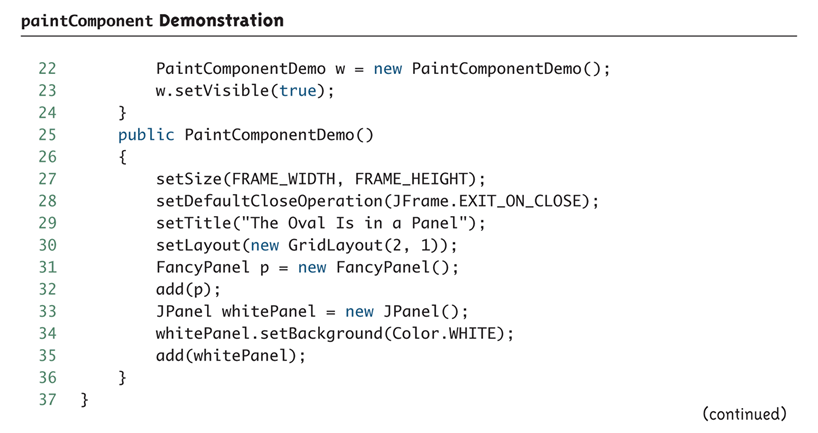 paintComponent Demonstration
22 PaintComponentDemo w = new PaintComponentDemo();
23 w.setVisible(true);
24 }
25 public PaintComponentDemo()
26 {
27 setSize(FRAME_WIDTH, FRAME_HEIGHT);
28 setDefaultCloseOperation(JFrame.EXIT_ON_CLOSE);
29 setTitle("The Oval Is in a Panel");
30 setLayout(new GridLayout(2, 1));
31 FancyPanel p = new FancyPanel();
32 add(p);
33 JPanel whitePanel = new JPanel();
34 whitePanel.setBackground(Color.WHITE);
35 add(whitePanel);
36 }
37 }
(continued)